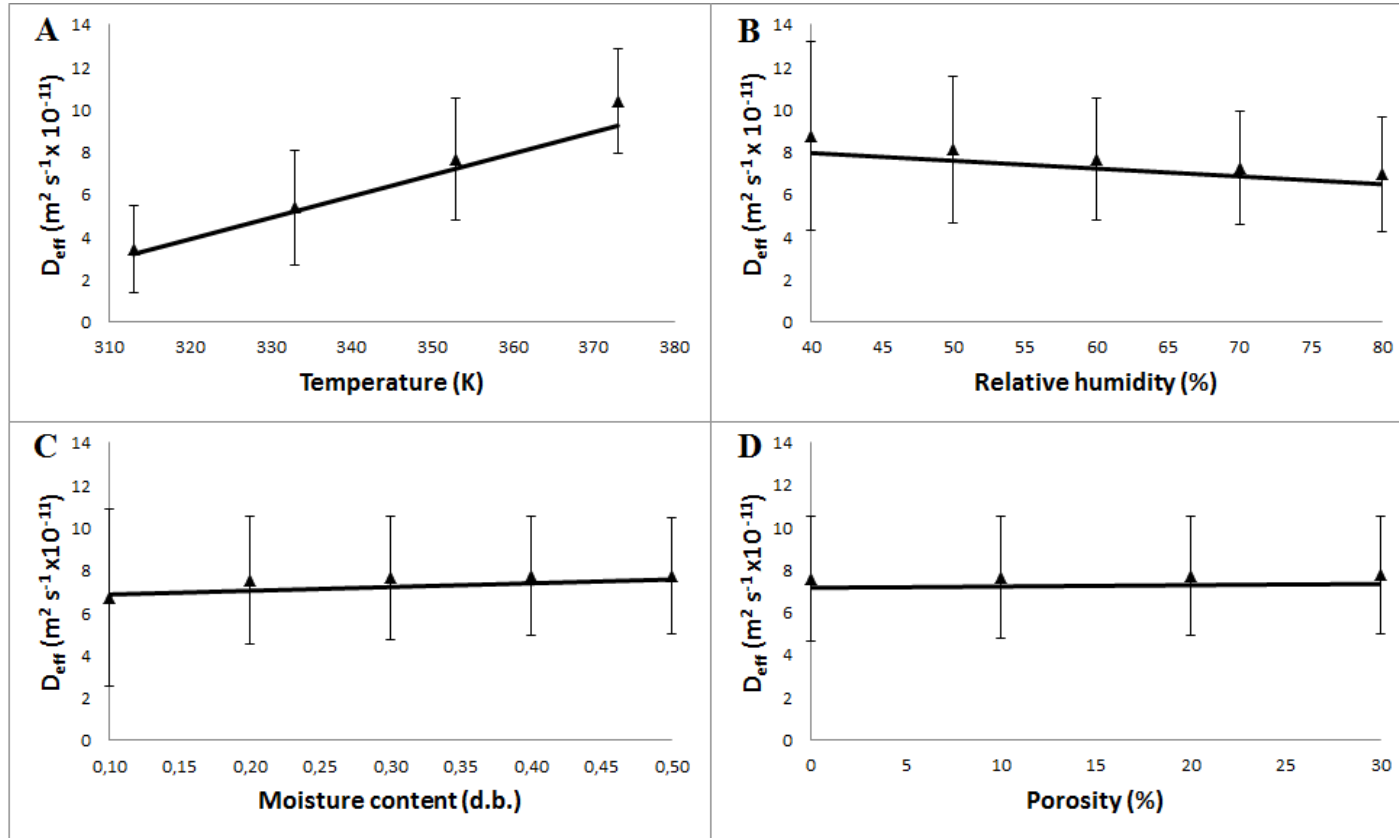 A
D_eff (m² s⁻¹ x 10⁻¹¹)
14
12
10
8
6
4
2
0
310 320 330 340 350 360 370 380
Temperature (K)
B
D_eff (m² s⁻¹ x 10⁻¹¹)
14
12
10
8
6
4
2
0
40 45 50 55 60 65 70 75 80
Relative humidity (%)
C
D_eff (m² s⁻¹ x10⁻¹¹)
14
12
10
8
6
4
2
0
0,10 0,15 0,20 0,25 0,30 0,35 0,40 0,45 0,50
Moisture content (d.b.)
D
D_eff (m² s⁻¹ x10⁻¹¹)
14
12
10
8
6
4
2
0
0 5 10 15 20 25 30
Porosity (%)